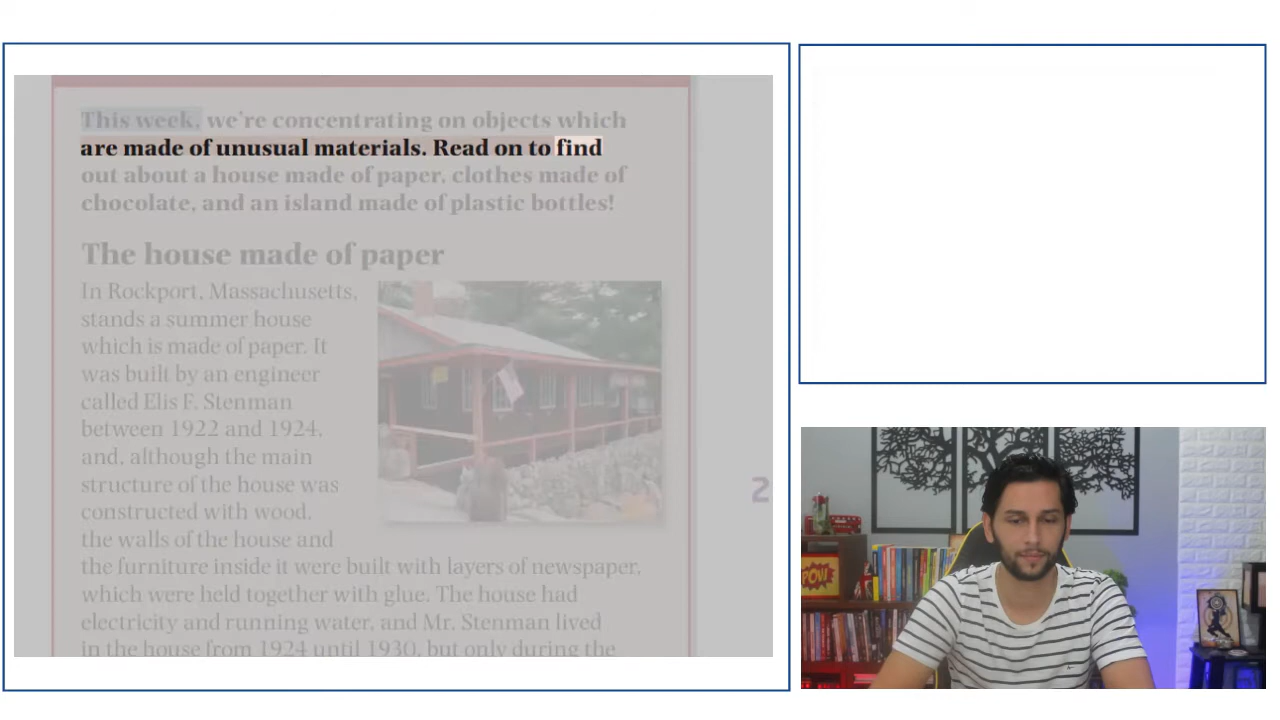 This week, we're concentrating on objects which
are made of unusual materials. Read on to find
out about a house made of paper, clothes made of
chocolate, and an island made of plastic bottles!
The house made of paper
In Rockport, Massachusetts,
stands a summer house
which is made of paper. It
was built by an engineer
called Elis F. Stenman
between 1922 and 1924,
and, although the main
structure of the house was
constructed with wood,
the walls of the house and
the furniture inside it were built with layers of newspaper,
which were held together with glue. The house had
electricity and running water, and Mr. Stenman lived
in the house from 1924 until 1930, but only during the
2
POW